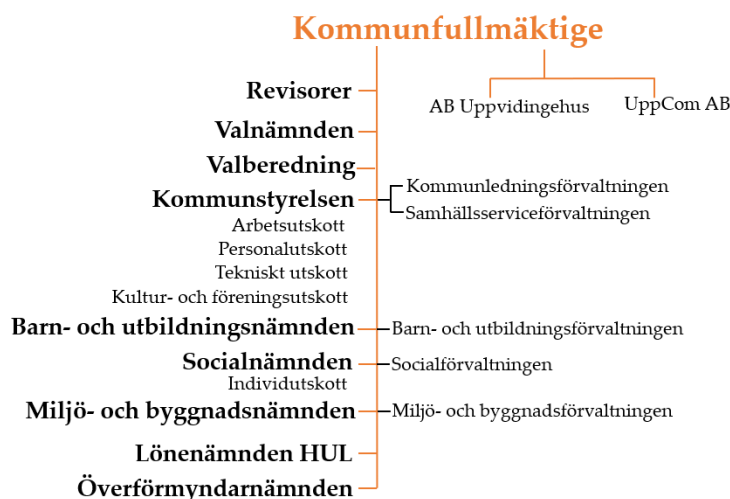 Kommunfullmäktige
AB Uppvidingehus
UppCom AB
Revisorer
Valnämnden
Valberedning
Kommunstyrelsen
Kommunledningsförvaltningen
Samhällsserviceförvaltningen
Arbetsutskott
Personalutskott
Tekniskt utskott
Kultur- och föreningsutskott
Barn- och utbildningsnämnden
Barn- och utbildningsförvaltningen
Socialnämnden
Socialförvaltningen
Individutskott
Miljö- och byggnadsnämnden
Miljö- och byggnadsförvaltningen
Lönenämnden HUL
Överförmyndarnämnden